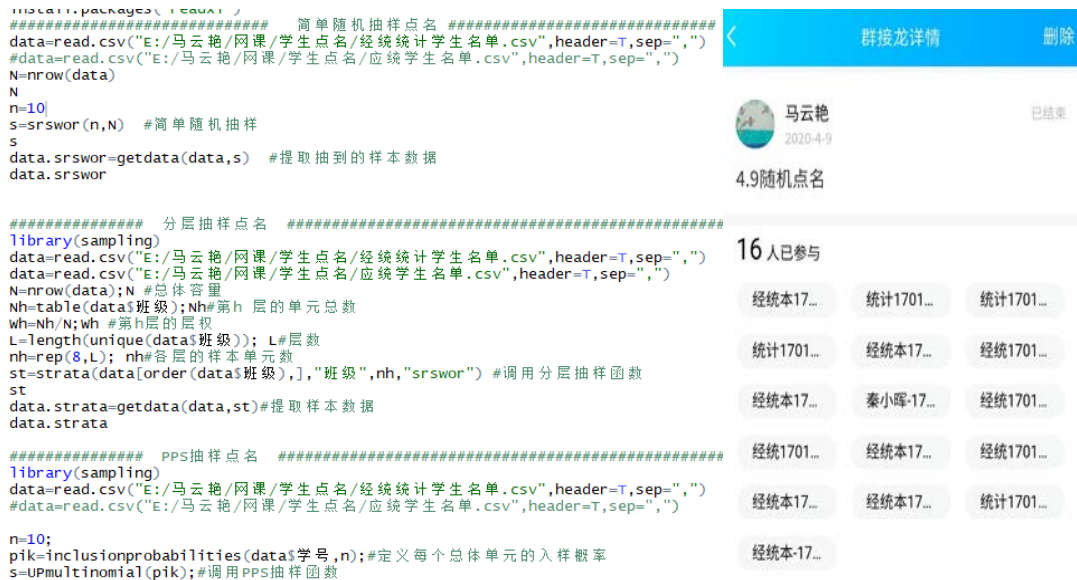 install.packages("readxl")
############################# 简单随机抽样点名 ##########################################
data=read.csv("E:/马云艳/网课/学生点名/经统统计学生名单.csv",header=T,sep=",")
#data=read.csv("E:/马云艳/网课/学生点名/应统学生名单.csv",header=T,sep=",")
N=nrow(data)
N
n=10
s=srswor(n,N) #简单随机抽样
s
data.srswor=getdata(data,s) #提取抽到的样本数据
data.srswor
############### 分层抽样点名 #################################################
library(sampling)
data=read.csv("E:/马云艳/网课/学生点名/经统统计学生名单.csv",header=T,sep=",")
data=read.csv("E:/马云艳/网课/学生点名/应统学生名单.csv",header=T,sep=",")
N=nrow(data);N #总体容量
Nh=table(data$班级);Nh#第h 层的单元总数
Wh=Nh/N;Wh #第h层的层权
L=length(unique(data$班级)); L#层数
nh=rep(8,L); nh#各层的样本单元数
st=strata(data[order(data$班级),],"班级",nh,"srswor") #调用分层抽样函数
st
data.strata=getdata(data,st)#提取样本数据
data.strata
############### PPS抽样点名 ##################################################
library(sampling)
data=read.csv("E:/马云艳/网课/学生点名/经统统计学生名单.csv",header=T,sep=",")
#data=read.csv("E:/马云艳/网课/学生点名/应统学生名单.csv",header=T,sep=",")
n=10;
pik=inclusionprobabilities(data$学号,n);#定义每个总体单元的入样概率
s=UPmultinomial(pik);#调用PPS抽样函数
群接龙详情 删除
马云艳 已结束
2020-4-9
4.9随机点名
16人已参与
经统本17... 统计1701... 统计1701...
统计1701... 经统本17... 经统1701...
经统本17... 秦小晖-17... 经统1701...
经统1701... 经统本17... 经统1701...
经统本17... 经统本17... 统计1701...
经统本-17...